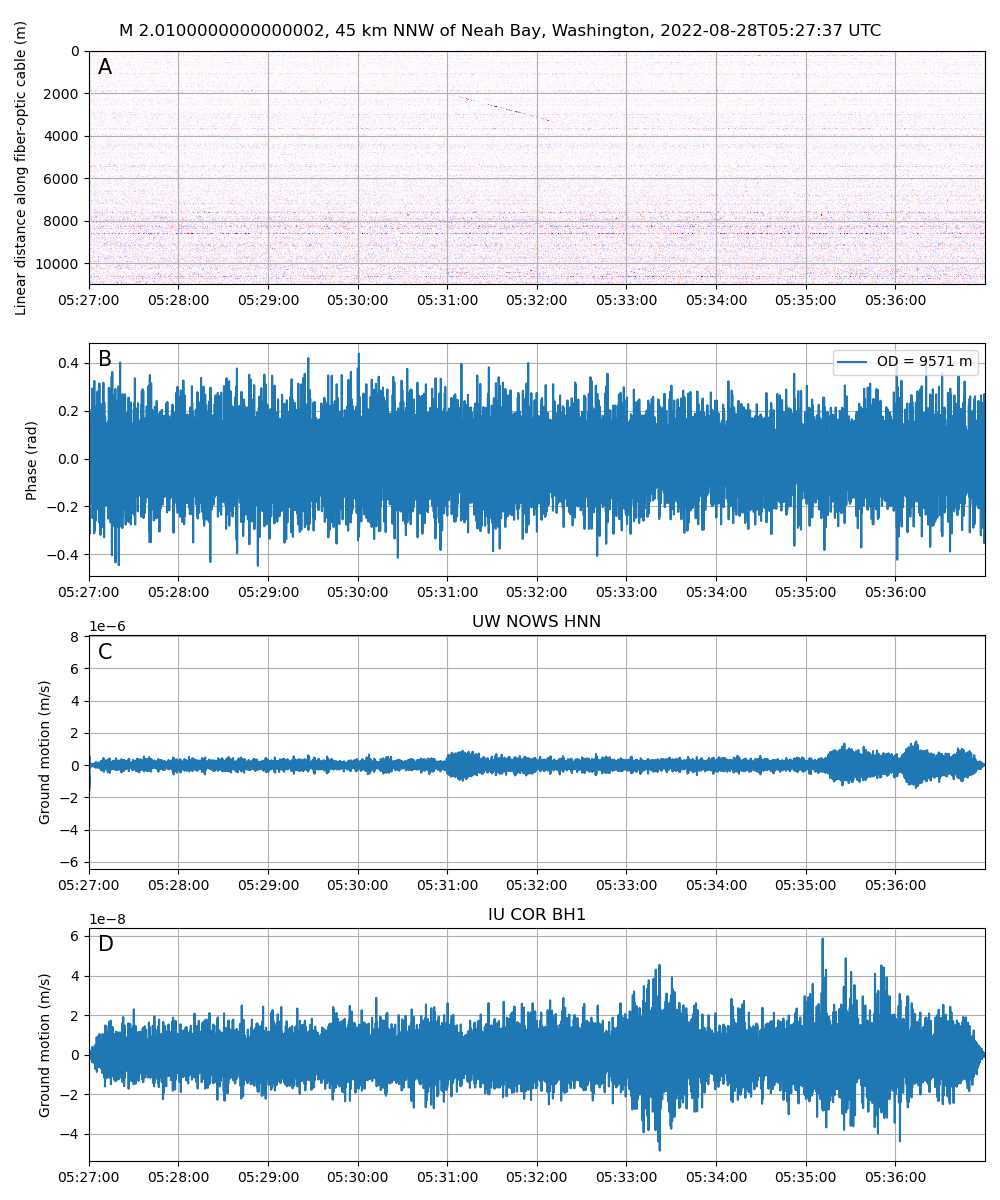 M 2.0100000000000002, 45 km NNW of Neah Bay, Washington, 2022-08-28T05:27:37 UTC
Linear distance along fiber-optic cable (m)
A
0
2000
4000
6000
8000
10000
05:27:00 05:28:00 05:29:00 05:30:00 05:31:00 05:32:00 05:33:00 05:34:00 05:35:00 05:36:00
Phase (rad)
B
OD = 9571 m
0.4
0.2
0.0
−0.2
−0.4
05:27:00 05:28:00 05:29:00 05:30:00 05:31:00 05:32:00 05:33:00 05:34:00 05:35:00 05:36:00
UW NOWS HNN
1e−6
Ground motion (m/s)
C
8
6
4
2
0
−2
−4
−6
05:27:00 05:28:00 05:29:00 05:30:00 05:31:00 05:32:00 05:33:00 05:34:00 05:35:00 05:36:00
IU COR BH1
1e−8
Ground motion (m/s)
D
6
4
2
0
−2
−4
05:27:00 05:28:00 05:29:00 05:30:00 05:31:00 05:32:00 05:33:00 05:34:00 05:35:00 05:36:00